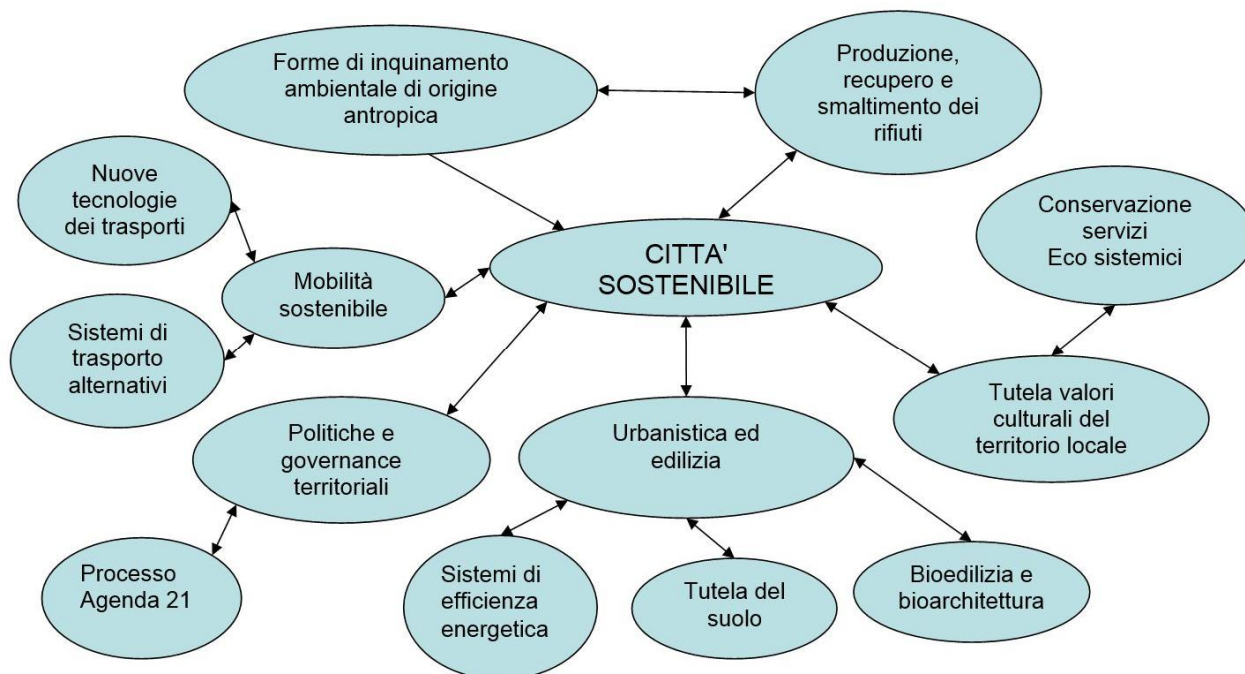 Forme di inquinamento
ambientale di origine
antropica
Produzione,
recupero e
smaltimento dei
rifiuti
Nuove
tecnologie
dei trasporti
Conservazione
servizi
Eco sistemici
CITTA'
SOSTENIBILE
Mobilità
sostenibile
Sistemi di
trasporto
alternativi
Tutela valori
culturali del
territorio locale
Politiche e
governance
territoriali
Urbanistica ed
edilizia
Processo
Agenda 21
Sistemi di
efficienza
energetica
Tutela del
suolo
Bioedilizia e
bioarchitettura